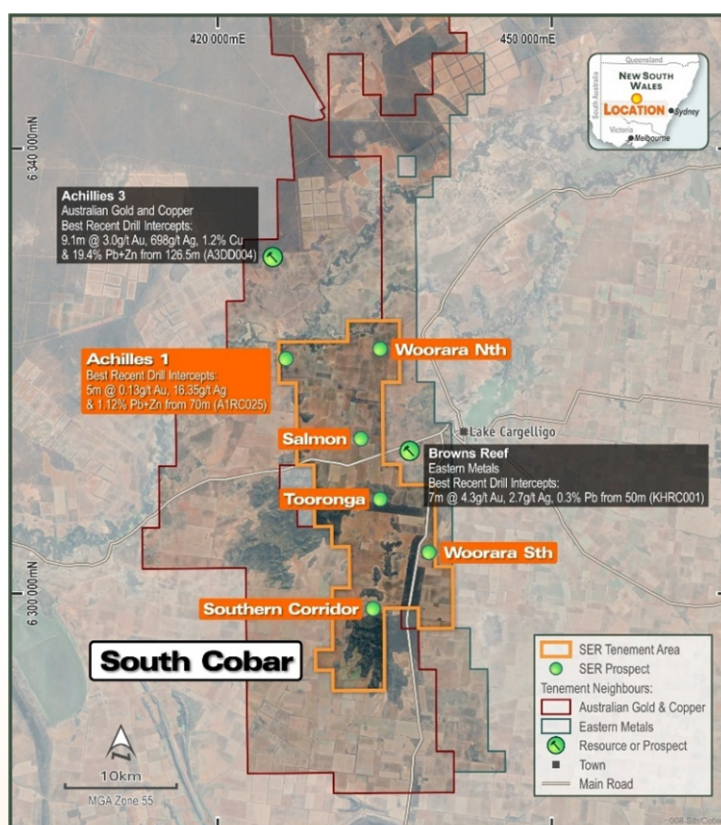 420 000mE
450 000mE
6 340 000mN
6 300 000mN
Queensland
South Australia
NEW SOUTH
WALES
LOCATION
Sydney
Victoria
Melbourne
Achillies 3
Australian Gold and Copper
Best Recent Drill Intercepts:
9.1m @ 3.0g/t Au, 698g/t Ag, 1.2% Cu
& 19.4% Pb+Zn from 126.5m (A3DD004)
Achilles 1
Best Recent Drill Intercepts:
5m @ 0.13g/t Au, 16.35g/t Ag
& 1.12% Pb+Zn from 70m (A1RC025)
Woorara Nth
Salmon
Lake Cargelligo
Browns Reef
Eastern Metals
Best Recent Drill Intercepts:
7m @ 4.3g/t Au, 2.7g/t Ag, 0.3% Pb from 50m (KHRC001)
Tooronga
Woorara Sth
Southern Corridor
South Cobar
10km
MGA Zone 55
SER Tenement Area
SER Prospect
Tenement Neighbours:
Australian Gold & Copper
Eastern Metals
Resource or Prospect
Town
Main Road